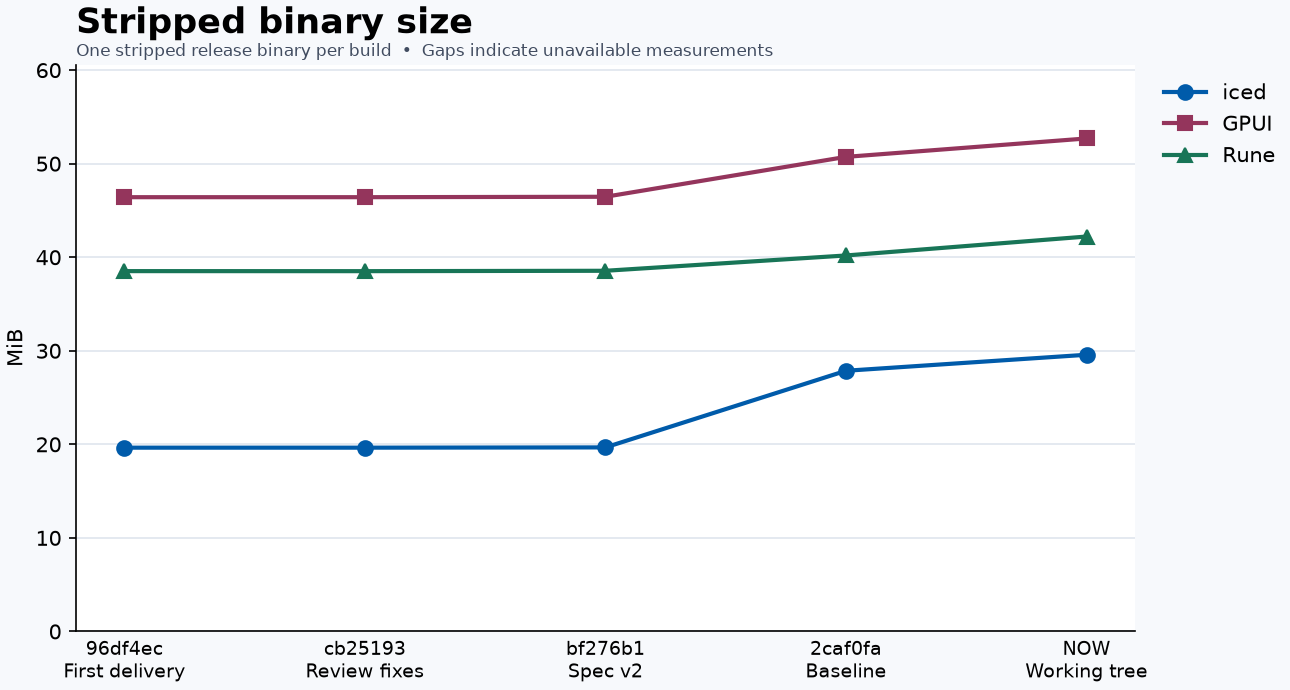 Stripped binary size
One stripped release binary per build • Gaps indicate unavailable measurements
60
50
40
30
20
10
0
MiB
96df4ec
First delivery
cb25193
Review fixes
bf276b1
Spec v2
2caf0fa
Baseline
NOW
Working tree
iced
GPUI
Rune